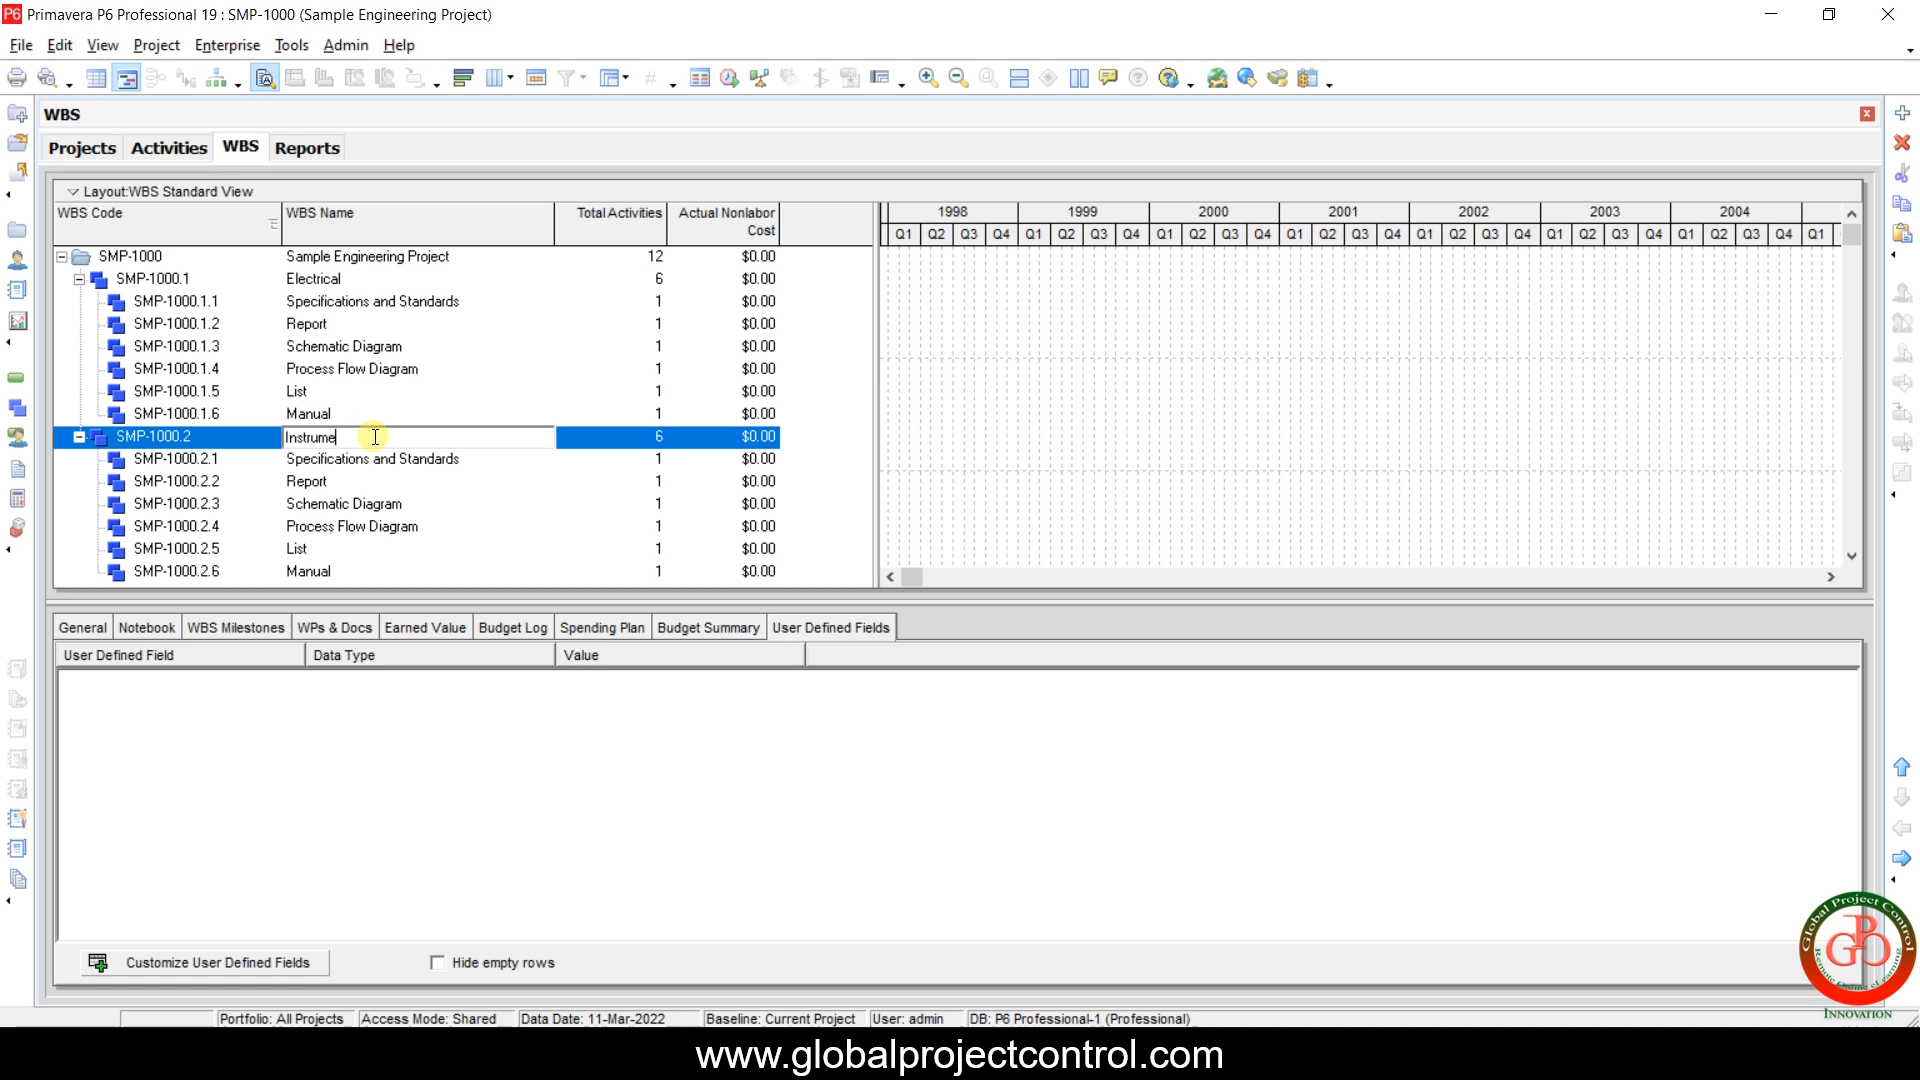 P6 Primavera P6 Professional 19 : SMP-1000 (Sample Engineering Project)
File Edit View Project Enterprise Tools Admin Help
WBS
Projects Activities WBS Reports
Layout:WBS Standard View
WBS Code WBS Name Total Activities Actual Nonlabor Cost
1998 1999 2000 2001 2002 2003 2004
Q1 Q2 Q3 Q4 Q1 Q2 Q3 Q4 Q1 Q2 Q3 Q4 Q1 Q2 Q3 Q4 Q1 Q2 Q3 Q4 Q1 Q2 Q3 Q4 Q1 Q2 Q3 Q4 Q1
SMP-1000 Sample Engineering Project 12 $0.00
SMP-1000.1 Electrical 6 $0.00
SMP-1000.1.1 Specifications and Standards 1 $0.00
SMP-1000.1.2 Report 1 $0.00
SMP-1000.1.3 Schematic Diagram 1 $0.00
SMP-1000.1.4 Process Flow Diagram 1 $0.00
SMP-1000.1.5 List 1 $0.00
SMP-1000.1.6 Manual 1 $0.00
SMP-1000.2 Instrume 6 $0.00
SMP-1000.2.1 Specifications and Standards 1 $0.00
SMP-1000.2.2 Report 1 $0.00
SMP-1000.2.3 Schematic Diagram 1 $0.00
SMP-1000.2.4 Process Flow Diagram 1 $0.00
SMP-1000.2.5 List 1 $0.00
SMP-1000.2.6 Manual 1 $0.00
General Notebook WBS Milestones WPs & Docs Earned Value Budget Log Spending Plan Budget Summary User Defined Fields
User Defined Field Data Type Value
Customize User Defined Fields Hide empty rows
Global Project Control
GPC
Remote Online eLearning
INNOVATION
Portfolio: All Projects Access Mode: Shared Data Date: 11-Mar-2022 Baseline: Current Project User: admin DB: P6 Professional-1 (Professional)
www.globalprojectcontrol.com